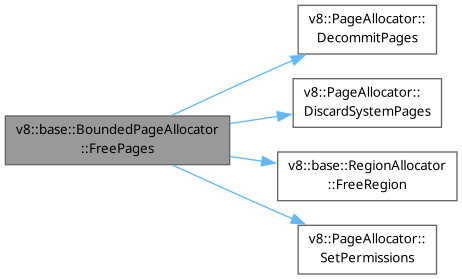 v8::PageAllocator::
DecommitPages
v8::PageAllocator::
DiscardSystemPages
v8::base::BoundedPageAllocator
::FreePages
v8::base::RegionAllocator
::FreeRegion
v8::PageAllocator::
SetPermissions